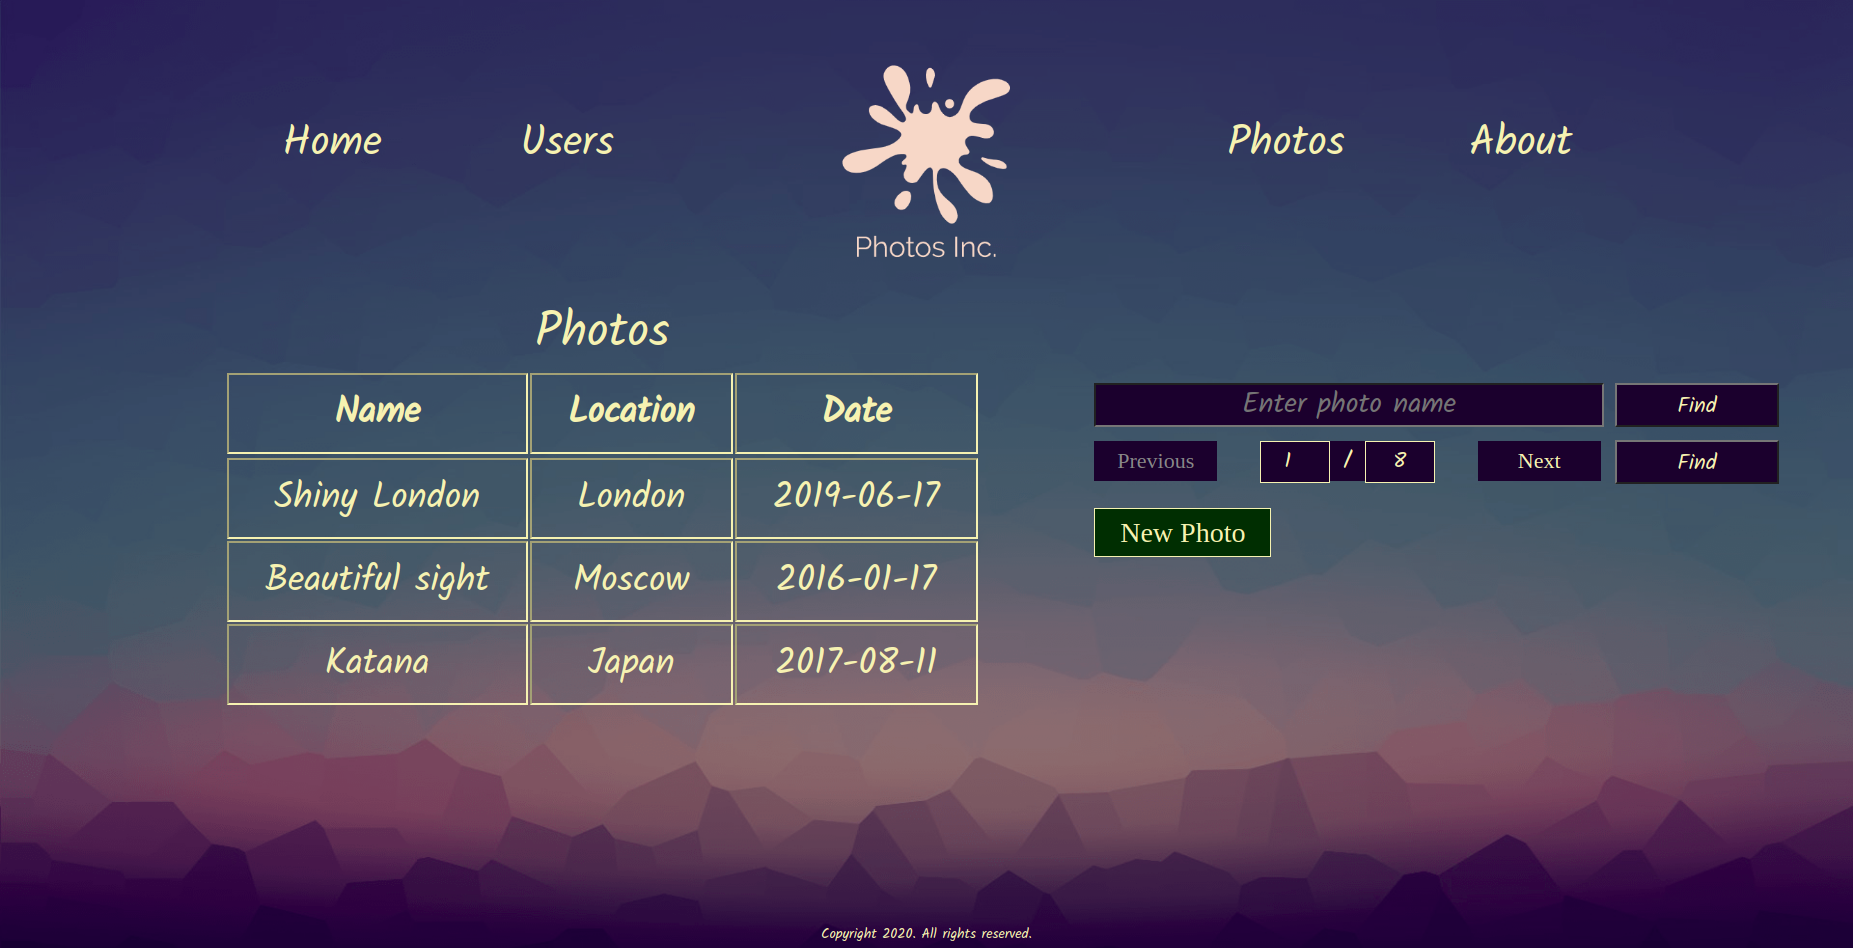 Home Users Photos About
Photos Inc.
Photos
Name Location Date
Shiny London London 2019-06-17
Beautiful sight Moscow 2016-01-17
Katana Japan 2017-08-11
Enter photo name Find
Previous 1 / 8 Next Find
New Photo
Copyright 2020. All rights reserved.